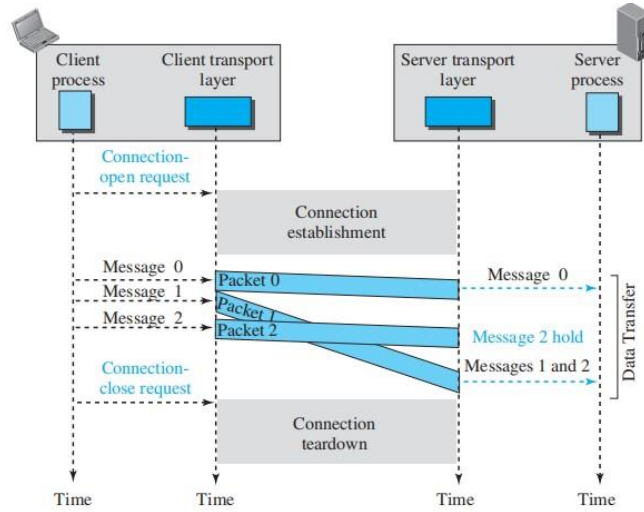 Client
process
Client transport
layer
Server transport
layer
Server
process
Connection-
open request
Connection
establishment
Message 0
Packet 0
Message 0
Message 1
Packet 1
Message 2
Packet 2
Message 2 hold
Messages 1 and 2
Data Transfer
Connection-
close request
Connection
teardown
Time
Time
Time
Time